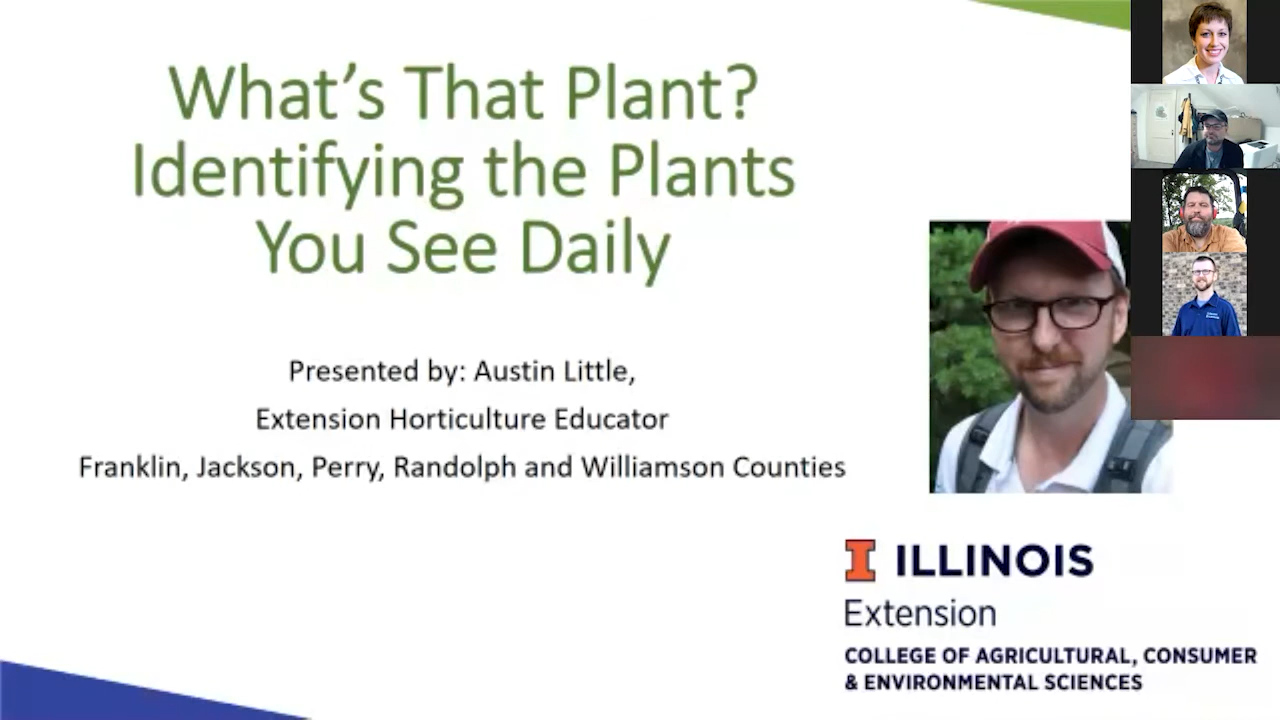 What's That Plant?
Identifying the Plants
You See Daily
Presented by: Austin Little,
Extension Horticulture Educator
Franklin, Jackson, Perry, Randolph and Williamson Counties
I ILLINOIS
Extension
COLLEGE OF AGRICULTURAL, CONSUMER
& ENVIRONMENTAL SCIENCES